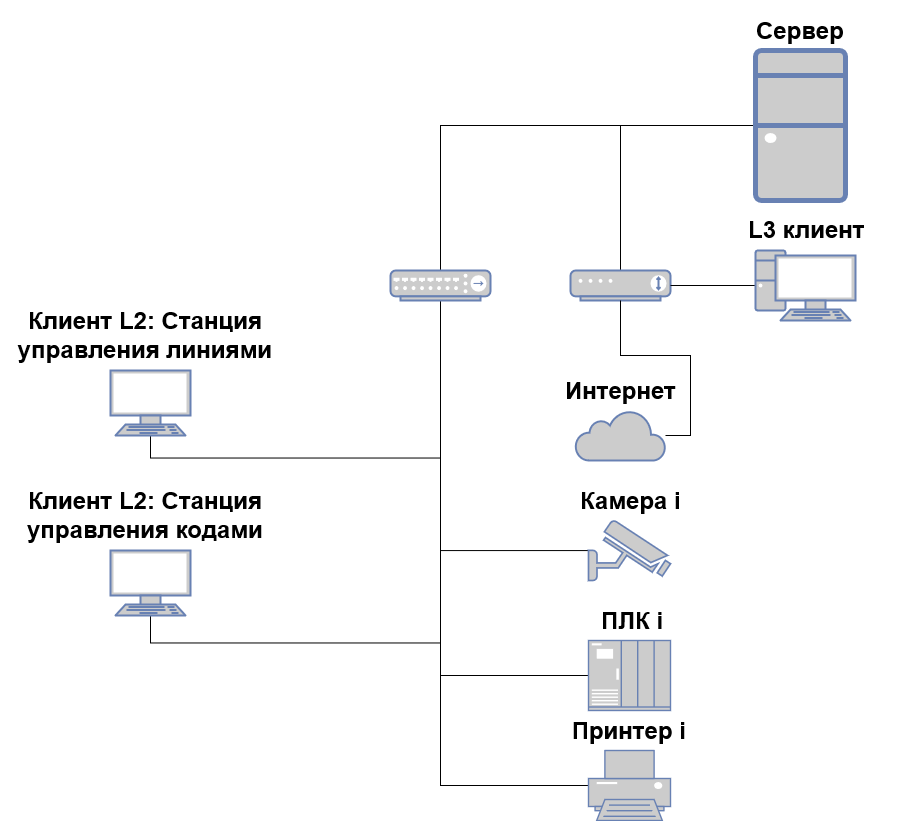 Сервер
L3 клиент
Клиент L2: Станция
управления линиями
Интернет
Клиент L2: Станция
управления кодами
Камера i
ПЛК i
Принтер i